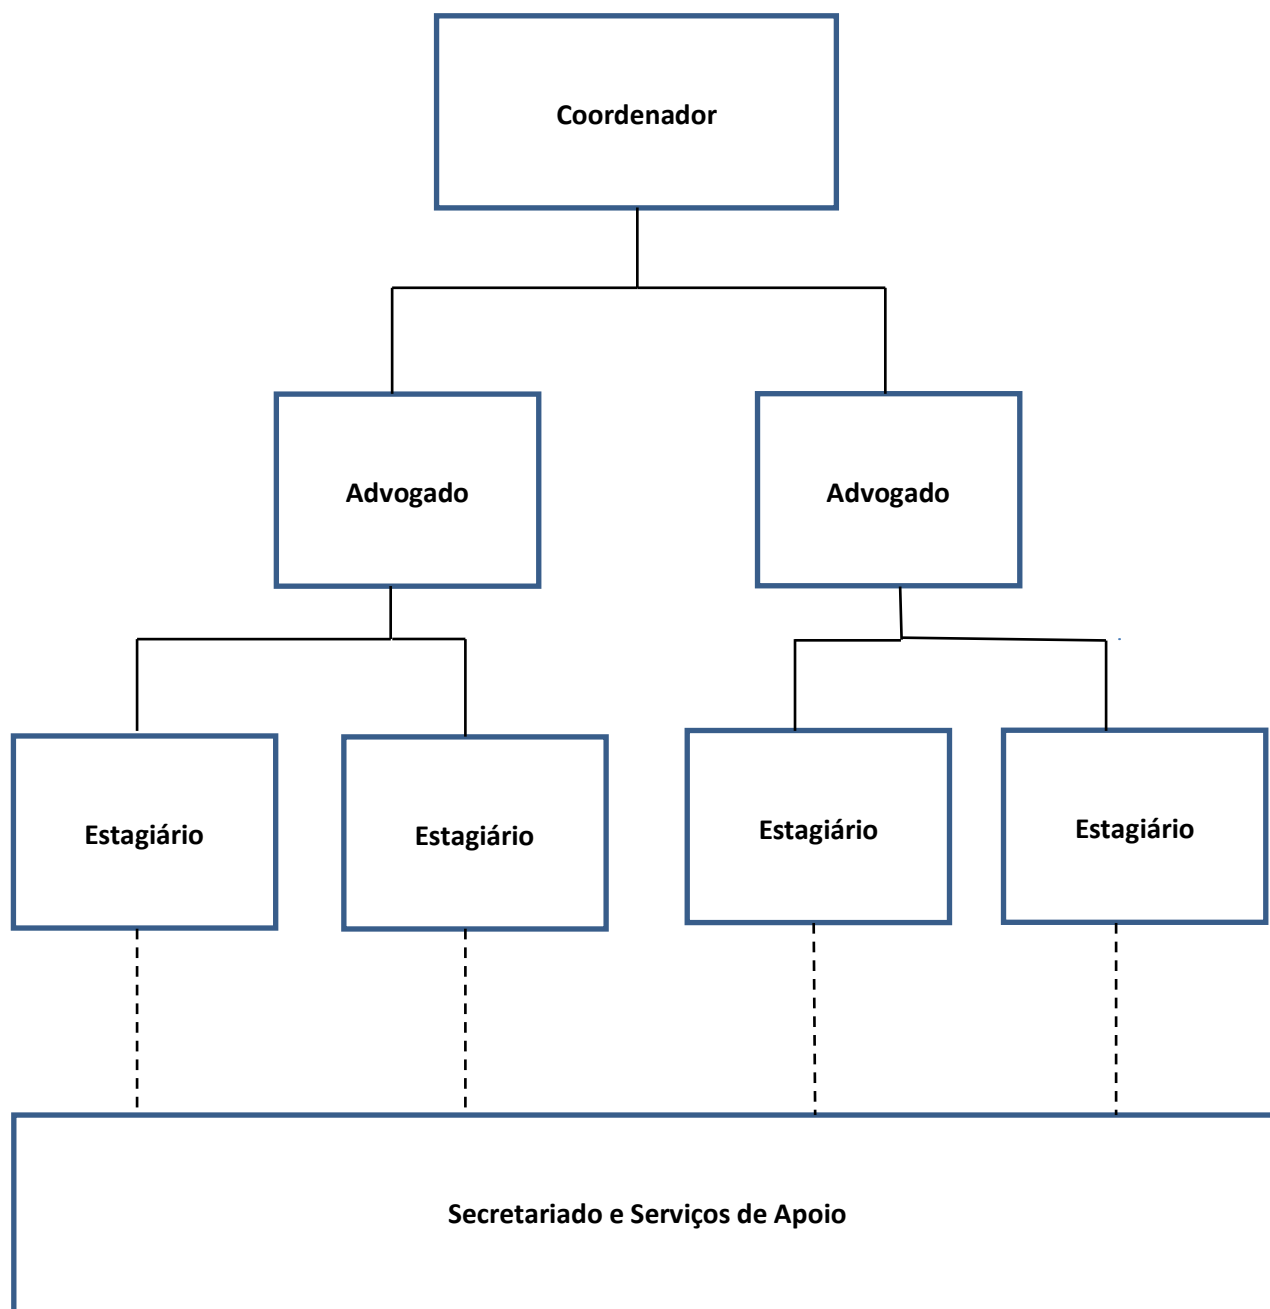 Coordenador
Advogado
Advogado
Estagiário
Estagiário
Estagiário
Estagiário
Secretariado e Serviços de Apoio